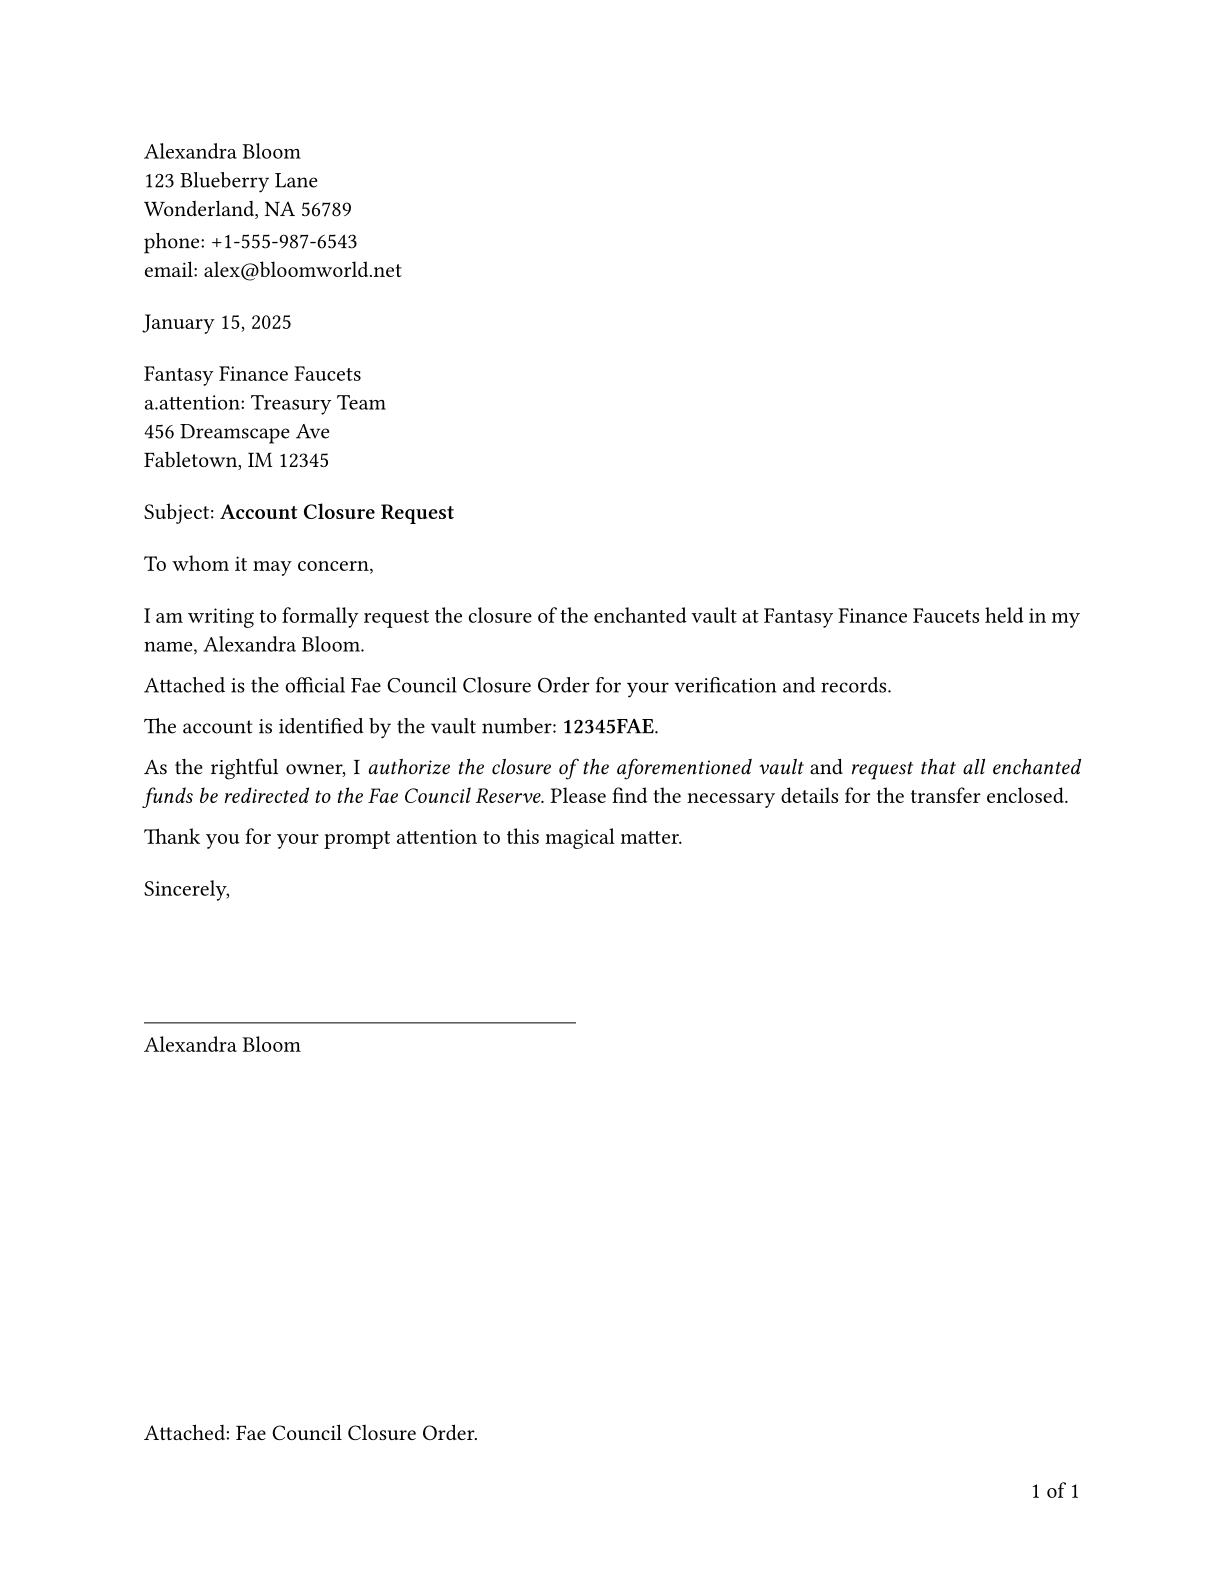 Alexandra Bloom
123 Blueberry Lane
Wonderland, NA 56789
phone: +1-555-987-6543
email: alex@bloomworld.net
January 15, 2025
Fantasy Finance Faucets
a.attention: Treasury Team
456 Dreamscape Ave
Fabletown, IM 12345
Subject: Account Closure Request
To whom it may concern,
I am writing to formally request the closure of the enchanted vault at Fantasy Finance Faucets held in my
name, Alexandra Bloom.
Attached is the official Fae Council Closure Order for your verification and records.
The account is identified by the vault number: 12345FAE.
As the rightful owner, I authorize the closure of the aforementioned vault and request that all enchanted
funds be redirected to the Fae Council Reserve. Please find the necessary details for the transfer enclosed.
Thank you for your prompt attention to this magical matter.
Sincerely,
Alexandra Bloom
Attached: Fae Council Closure Order.
1 of 1